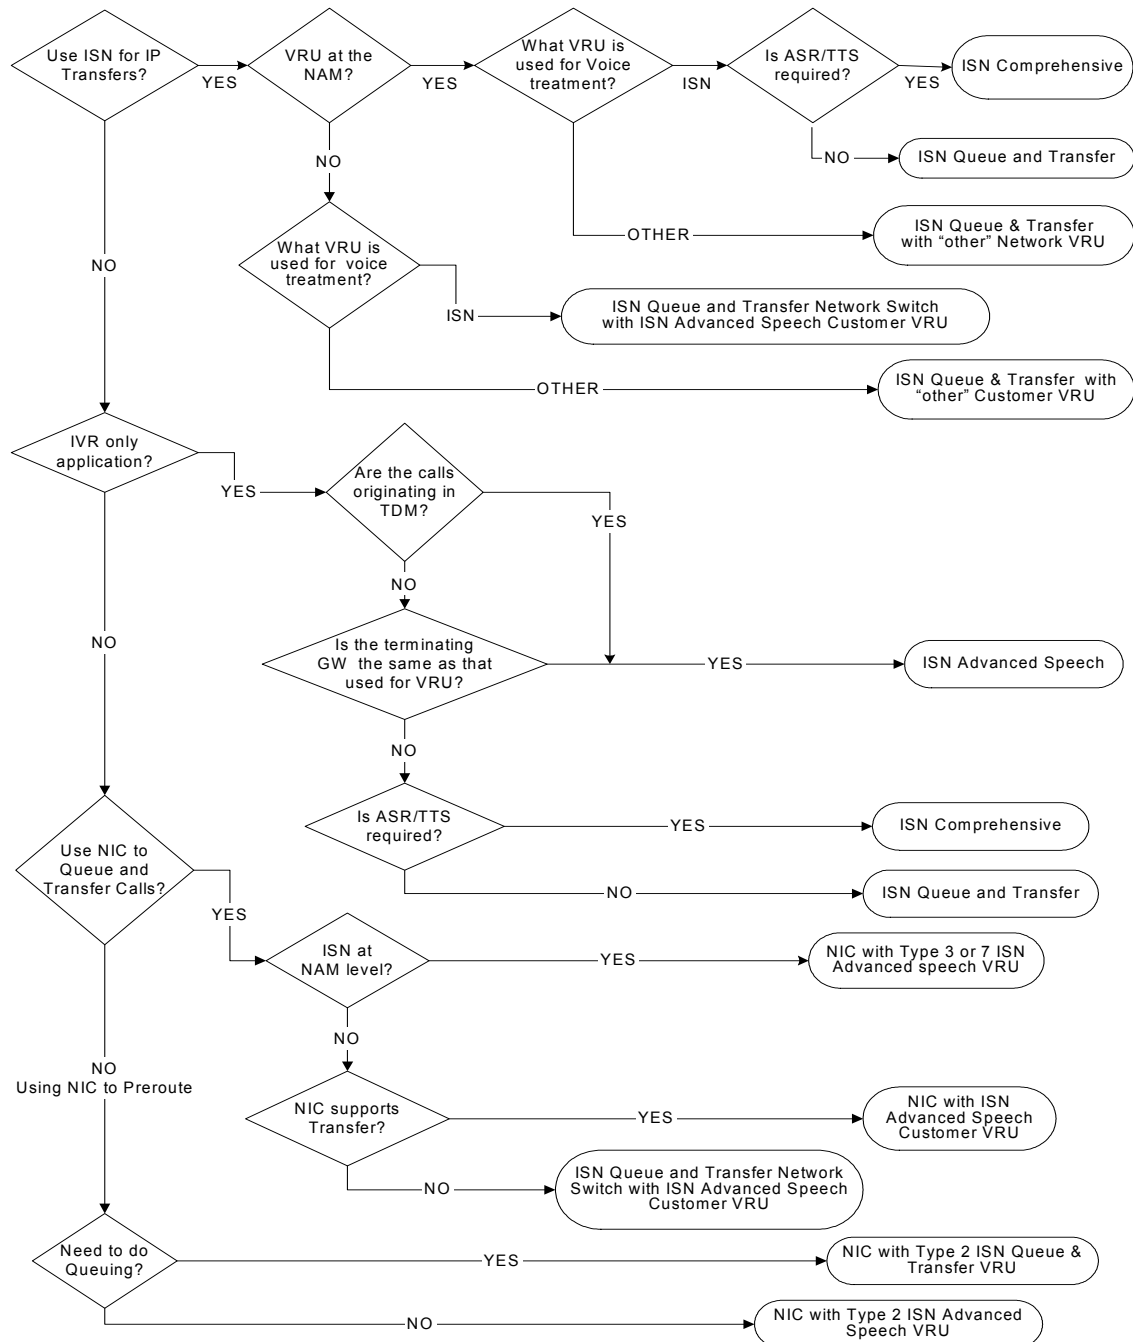 Use ISN for IP
Transfers?
YES
VRU at the
NAM?
YES
What VRU is
used for Voice
treatment?
ISN
Is ASR/TTS
required?
YES
ISN Comprehensive
NO
ISN Queue and Transfer
NO
OTHER
ISN Queue & Transfer
with “other” Network VRU
What VRU is
used for voice
treatment?
NO
ISN
ISN Queue and Transfer Network Switch
with ISN Advanced Speech Customer VRU
OTHER
ISN Queue & Transfer with
“other” Customer VRU
IVR only
application?
YES
Are the calls
originating in
TDM?
YES
NO
NO
Is the terminating
GW the same as that
used for VRU?
YES
ISN Advanced Speech
NO
Is ASR/TTS
required?
YES
ISN Comprehensive
NO
ISN Queue and Transfer
Use NIC to
Queue and
Transfer Calls?
YES
ISN at
NAM level?
YES
NIC with Type 3 or 7 ISN
Advanced speech VRU
NO
NO
Using NIC to Preroute
NIC supports
Transfer?
YES
NIC with ISN
Advanced Speech
Customer VRU
NO
ISN Queue and Transfer Network
Switch with ISN Advanced Speech
Customer VRU
Need to do
Queuing?
YES
NIC with Type 2 ISN Queue &
Transfer VRU
NO
NIC with Type 2 ISN Advanced
Speech VRU